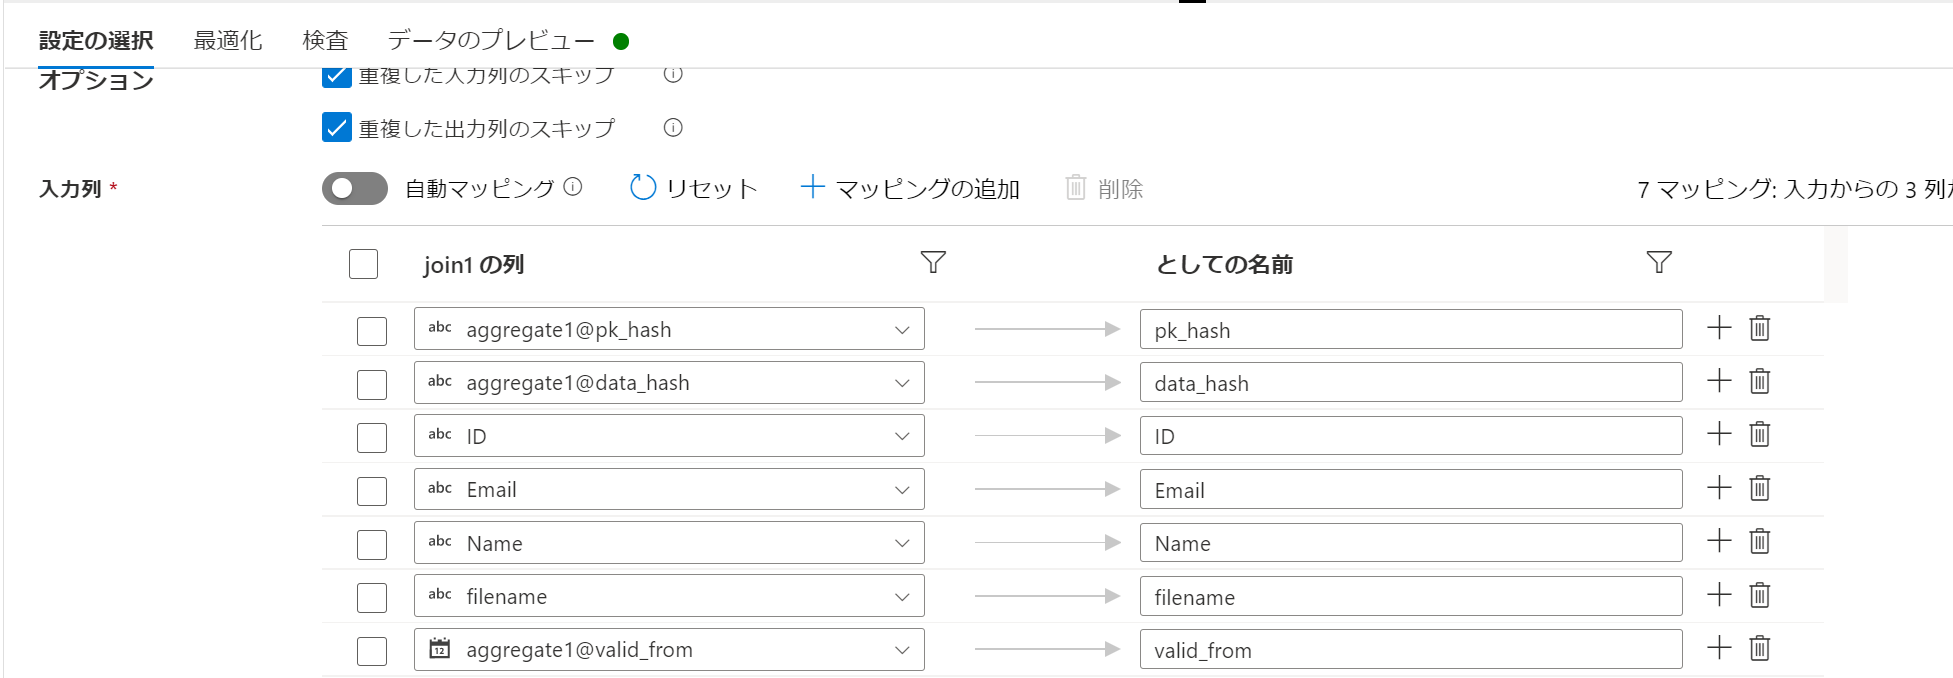 設定の選択 最適化 検査 データのプレビュー
オプション 重複した入力列のスキップ
重複した出力列のスキップ
入力列 * 自動マッピング リセット マッピングの追加 削除 7 マッピング: 入力からの 3 列
join1 の列 としての名前
abc aggregate1@pk_hash pk_hash
abc aggregate1@data_hash data_hash
abc ID ID
abc Email Email
abc Name Name
abc filename filename
12 aggregate1@valid_from valid_from